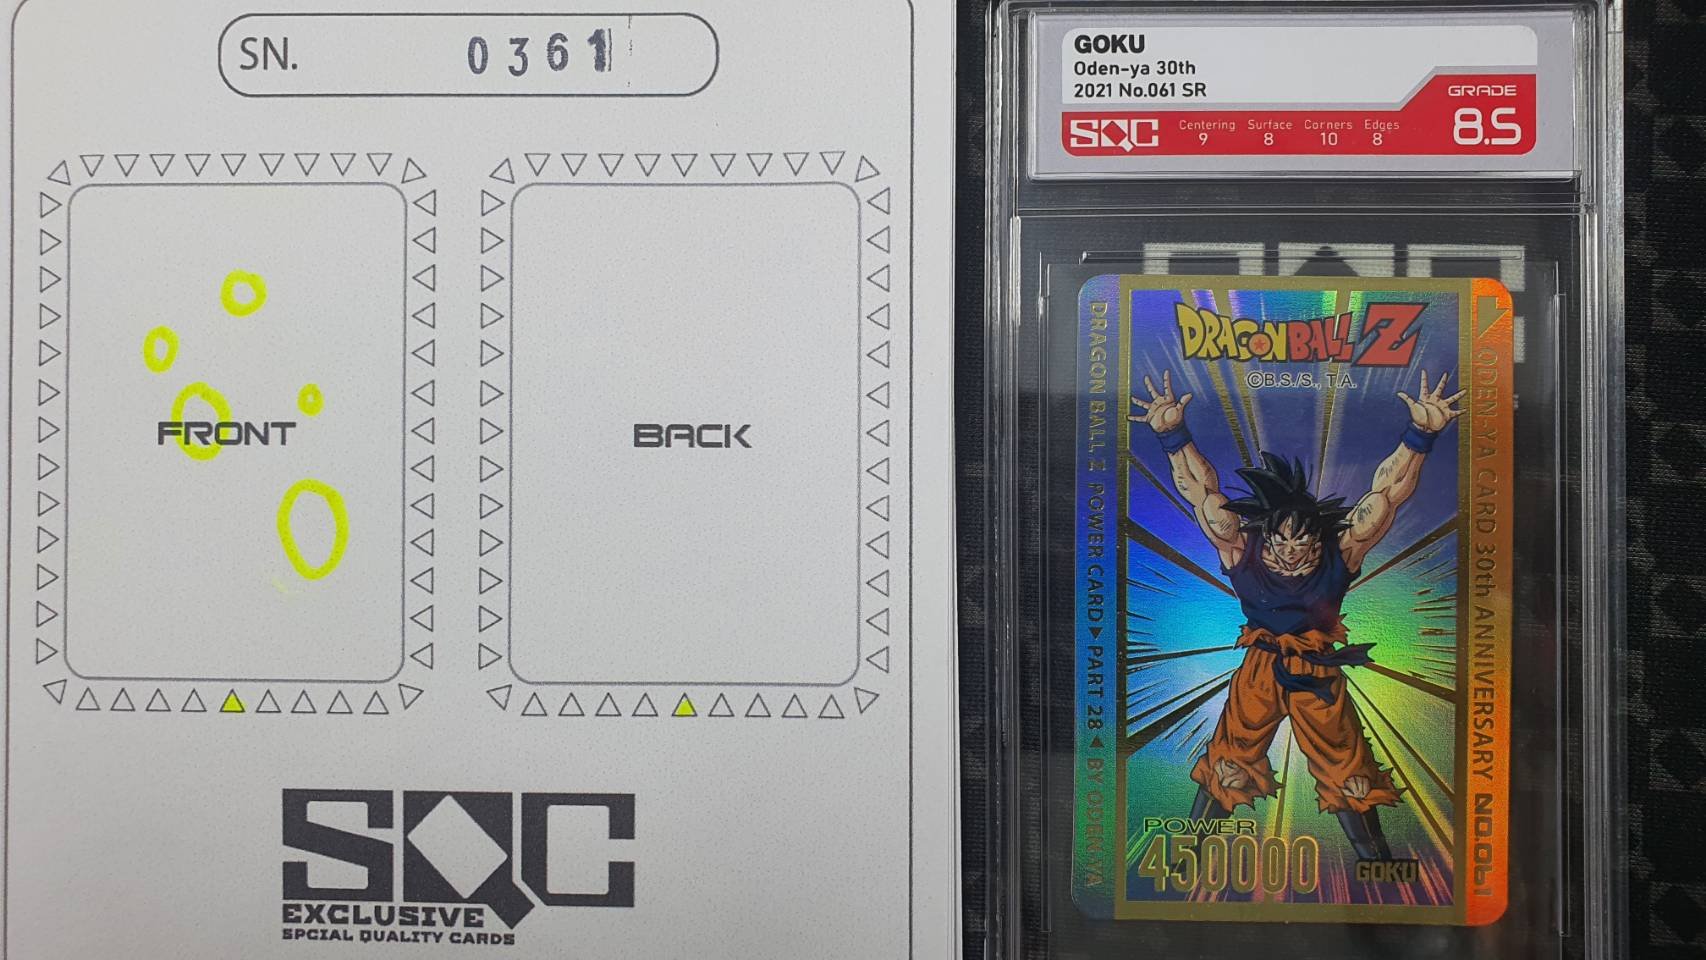 SN. 0361
FRONT
BACK
SQC
EXCLUSIVE
SPCIAL QUALITY CARDS
GOKU
Oden-ya 30th
2021 No.061 SR
GRADE
8.5
SQC
Centering Surface Corners Edges
9 8 10 8
DRAGON BALL Z
©B.S./S., T.A.
DRAGON BALL Z POWER CARD▶PART 28◀BY ODEN-YA
ODEN-YA CARD 30th ANNIVERSARY NO.061
POWER
450000
GOKU